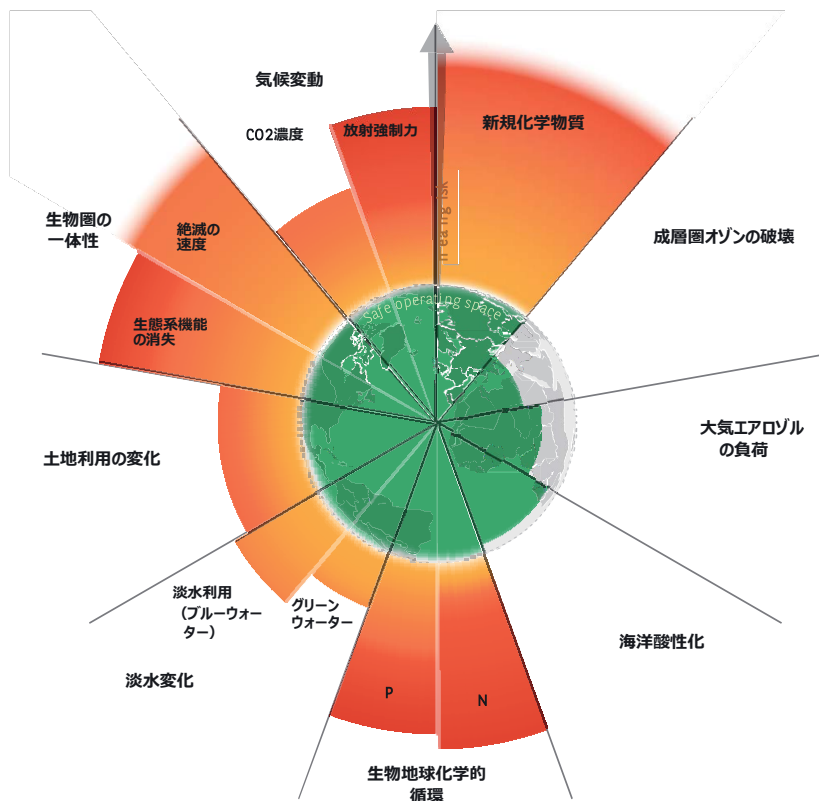 気候変動
CO2濃度
放射強制力
新規化学物質
生物圏の
一体性
絶滅の
速度
成層圏オゾンの破壊
Safe operating space
生態系機能
の消失
土地利用の変化
大気エアロゾル
の負荷
淡水利用
(ブルーウォー
ター)
グリーン
ウォーター
海洋酸性化
淡水変化
P
N
生物地球化学的
循環